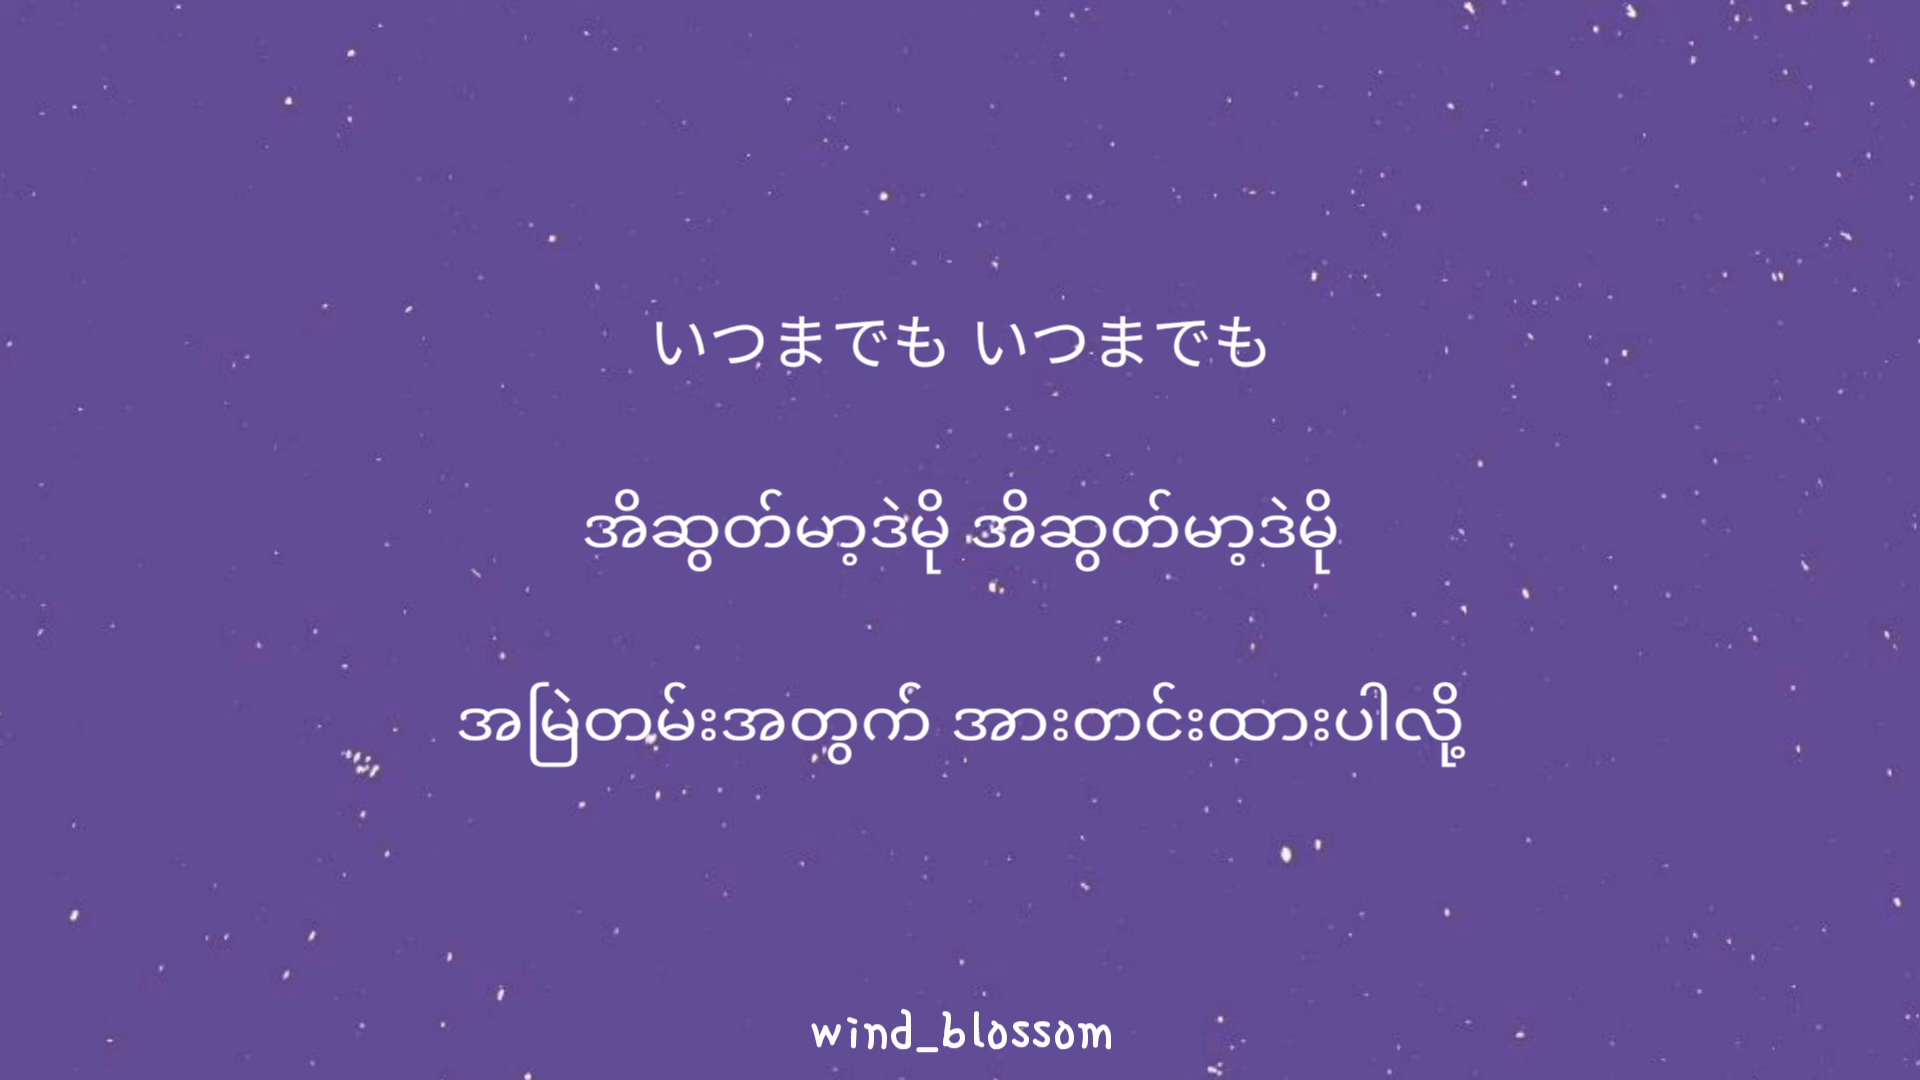 いつまでも いつまでも
အိဆွတ်မာ့ဒဲမို အိဆွတ်မာ့ဒဲမို
အမြဲတမ်းအတွက် အားတင်းထားပါလို့
wind_blossom